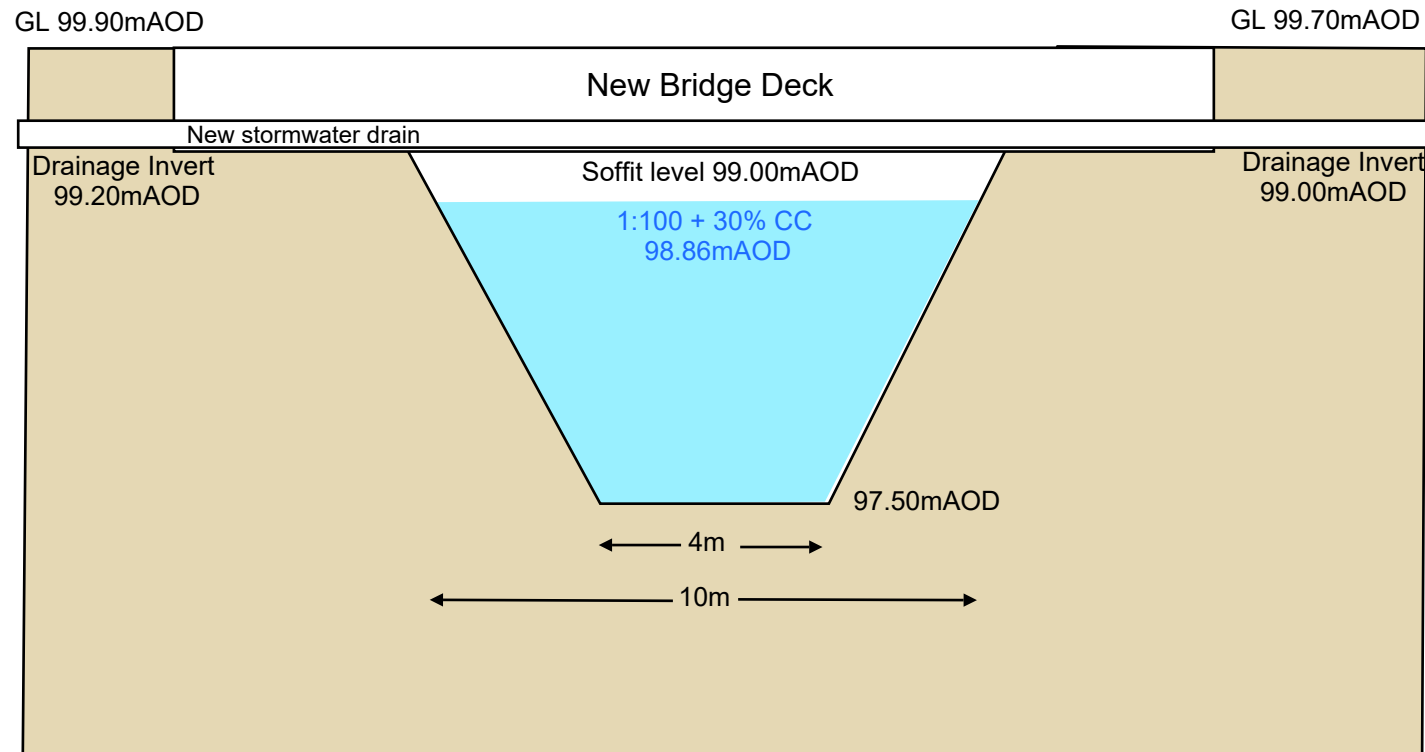 GL 99.90mAOD
GL 99.70mAOD
New Bridge Deck
New stormwater drain
Drainage Invert
99.20mAOD
Soffit level 99.00mAOD
Drainage Invert
99.00mAOD
1:100 + 30% CC
98.86mAOD
97.50mAOD
4m
10m